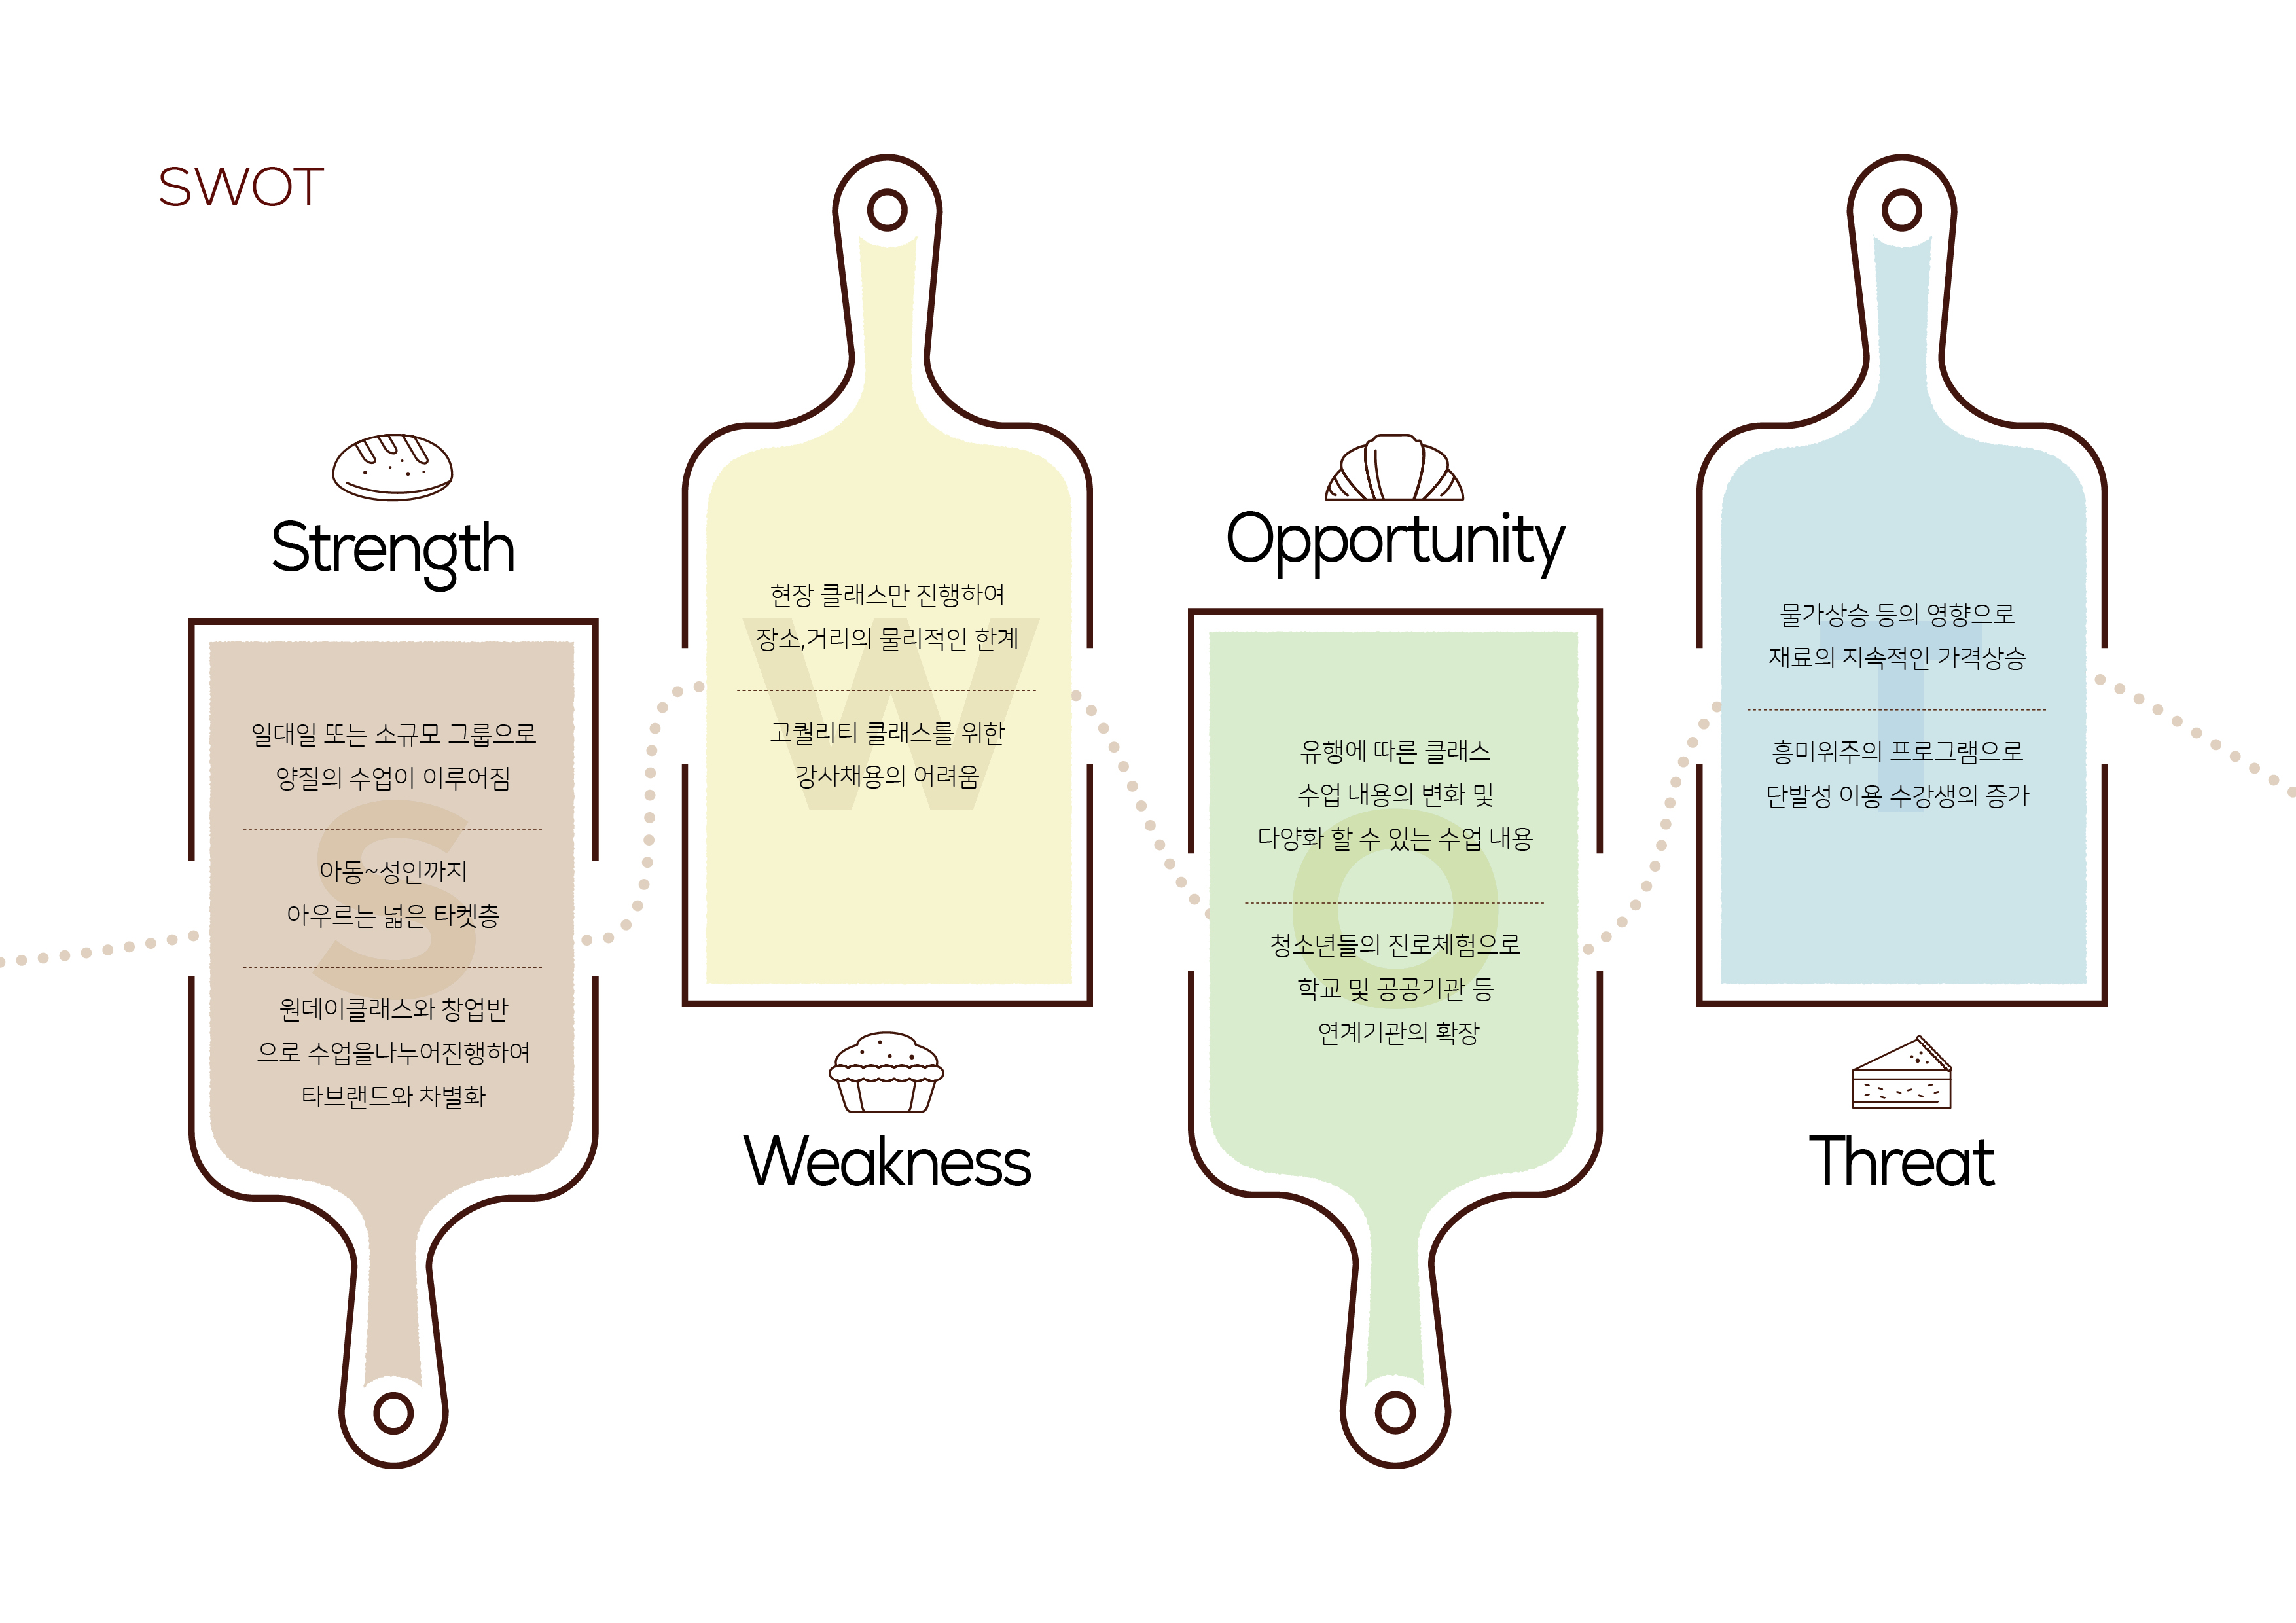 SWOT
Strength
S
일대일 또는 소규모 그룹으로
양질의 수업이 이루어짐
아동~성인까지
아우르는 넓은 타켓층
원데이클래스와 창업반
으로 수업을나누어진행하여
타브랜드와 차별화
W
현장 클래스만 진행하여
장소,거리의 물리적인 한계
고퀄리티 클래스를 위한
강사채용의 어려움
Weakness
Opportunity
O
유행에 따른 클래스
수업 내용의 변화 및
다양화 할 수 있는 수업 내용
청소년들의 진로체험으로
학교 및 공공기관 등
연계기관의 확장
T
물가상승 등의 영향으로
재료의 지속적인 가격상승
흥미위주의 프로그램으로
단발성 이용 수강생의 증가
Threat